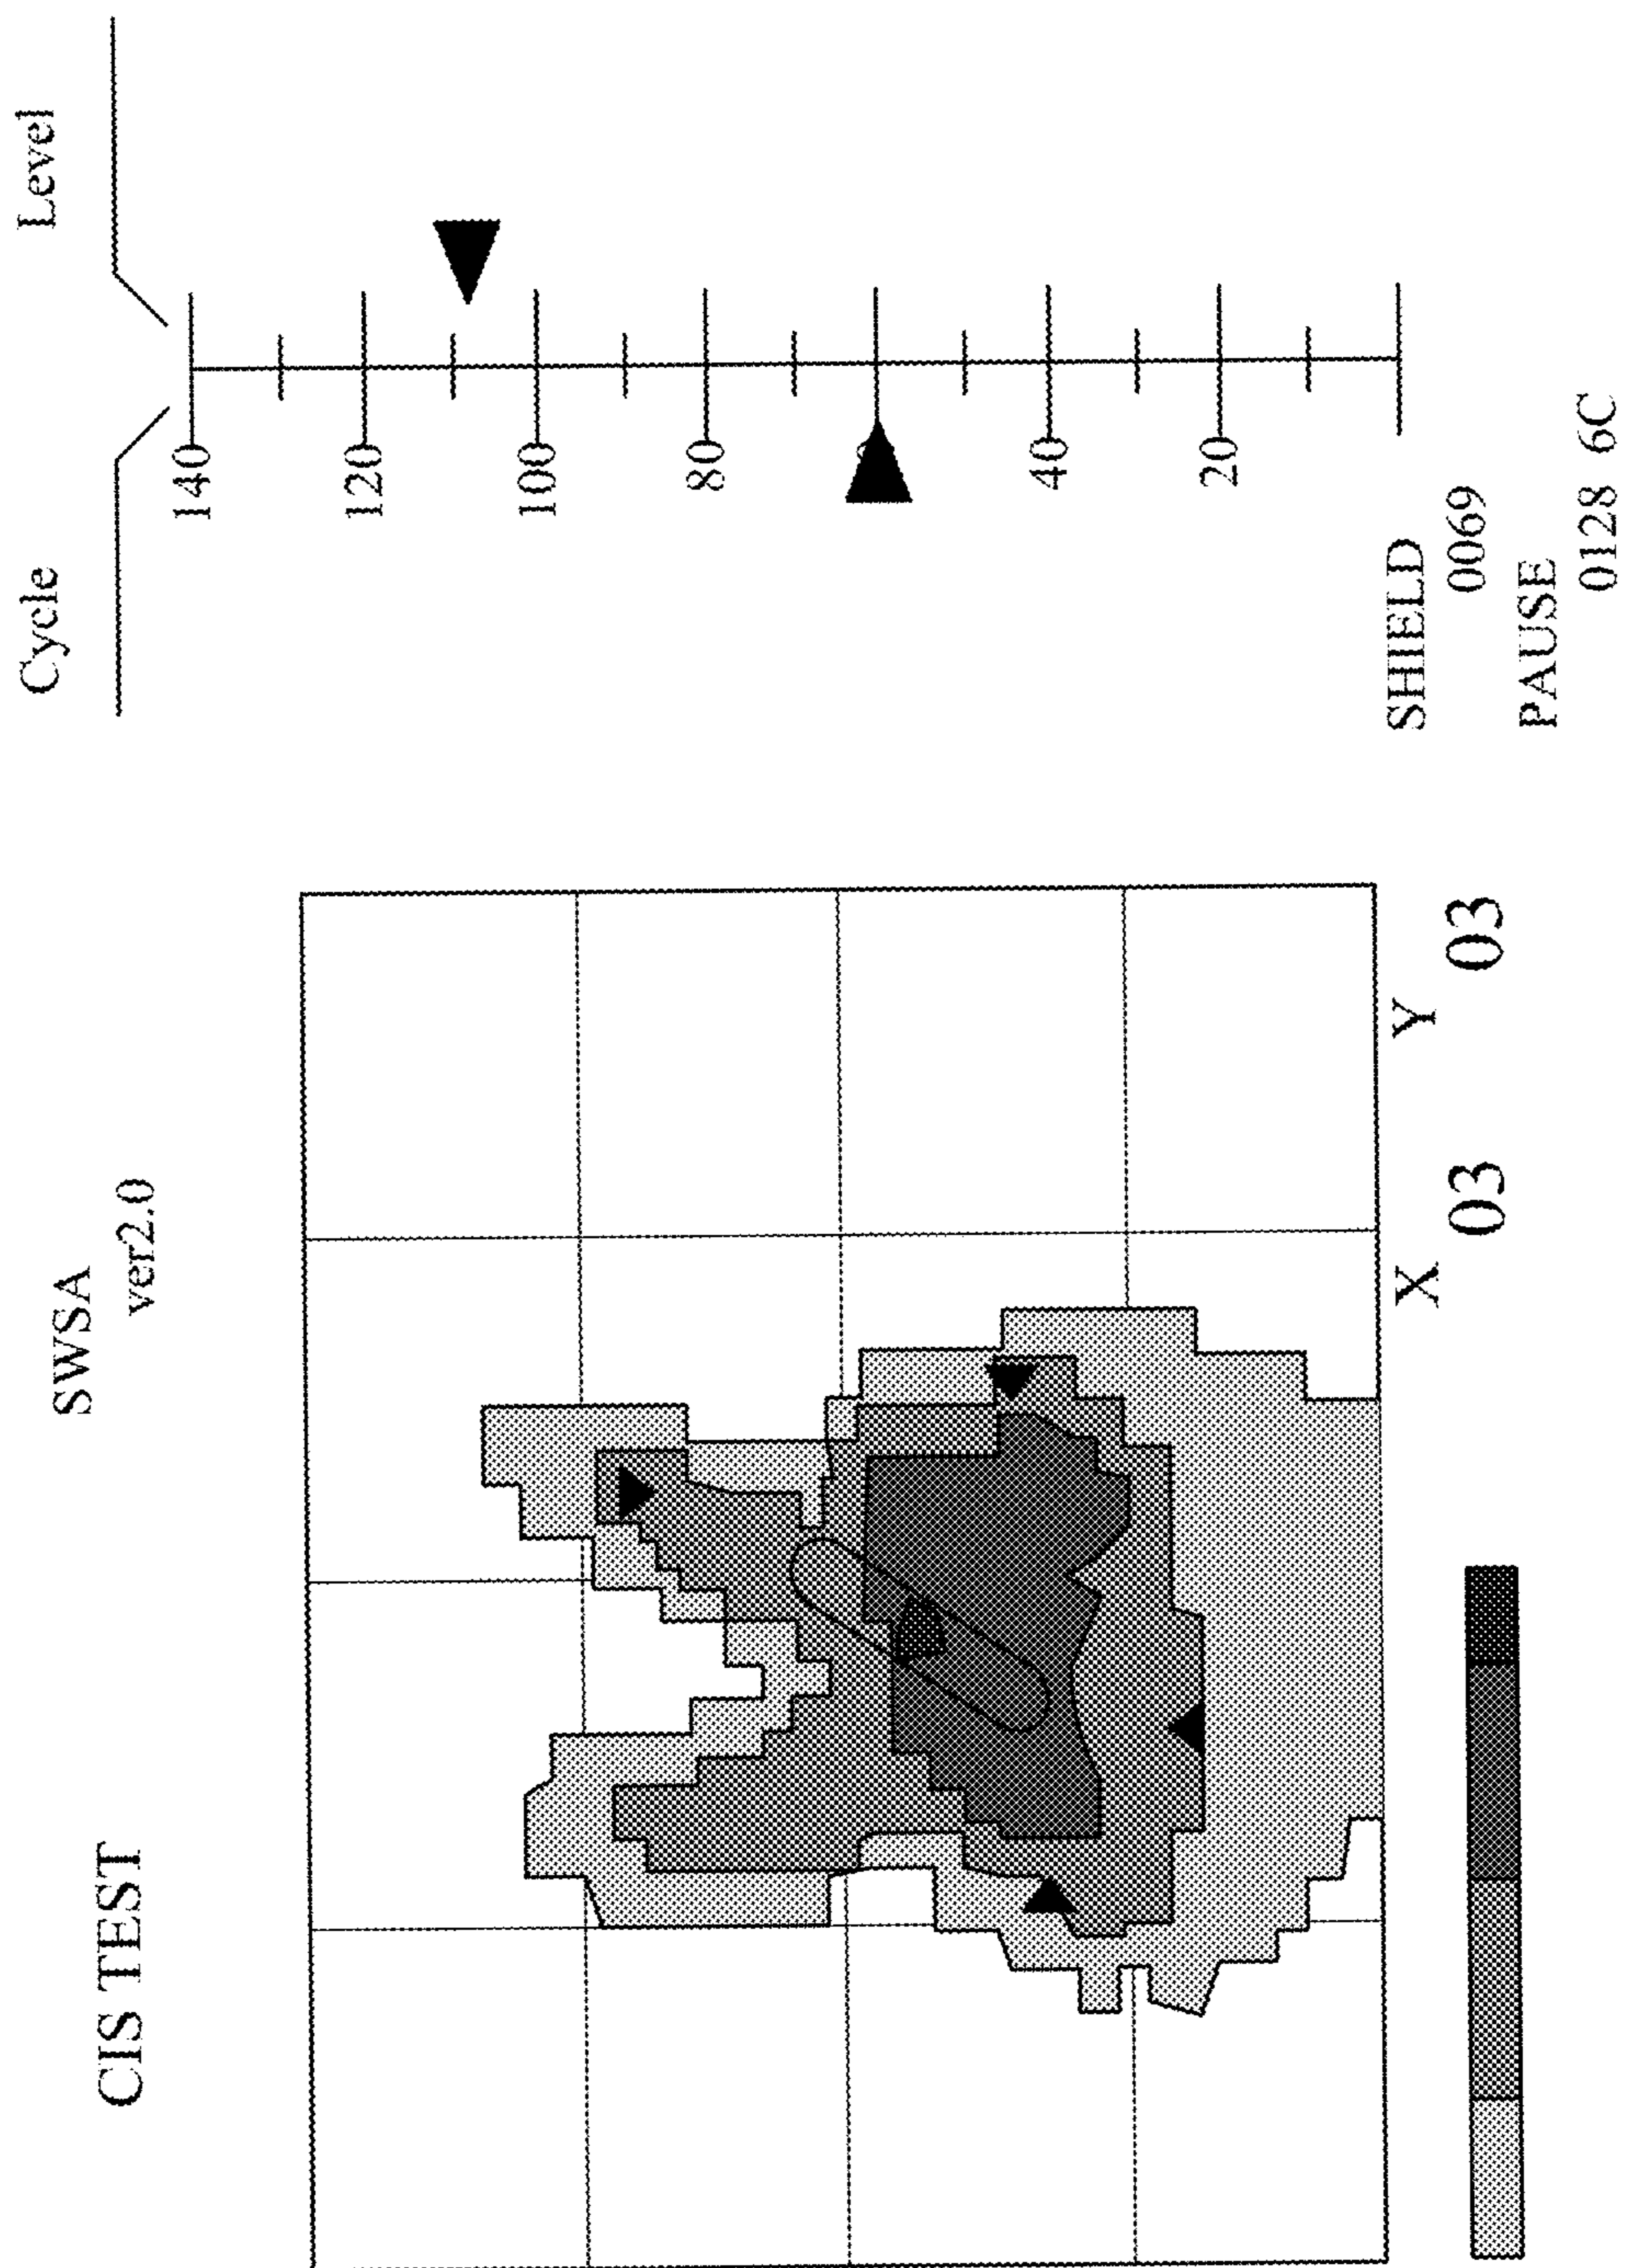 CIS TEST
SWSA
ver2.0
Cycle
Level
140
120
100
80
40
20
SHIELD
0069
PAUSE
0128 6C
X Y
03 03